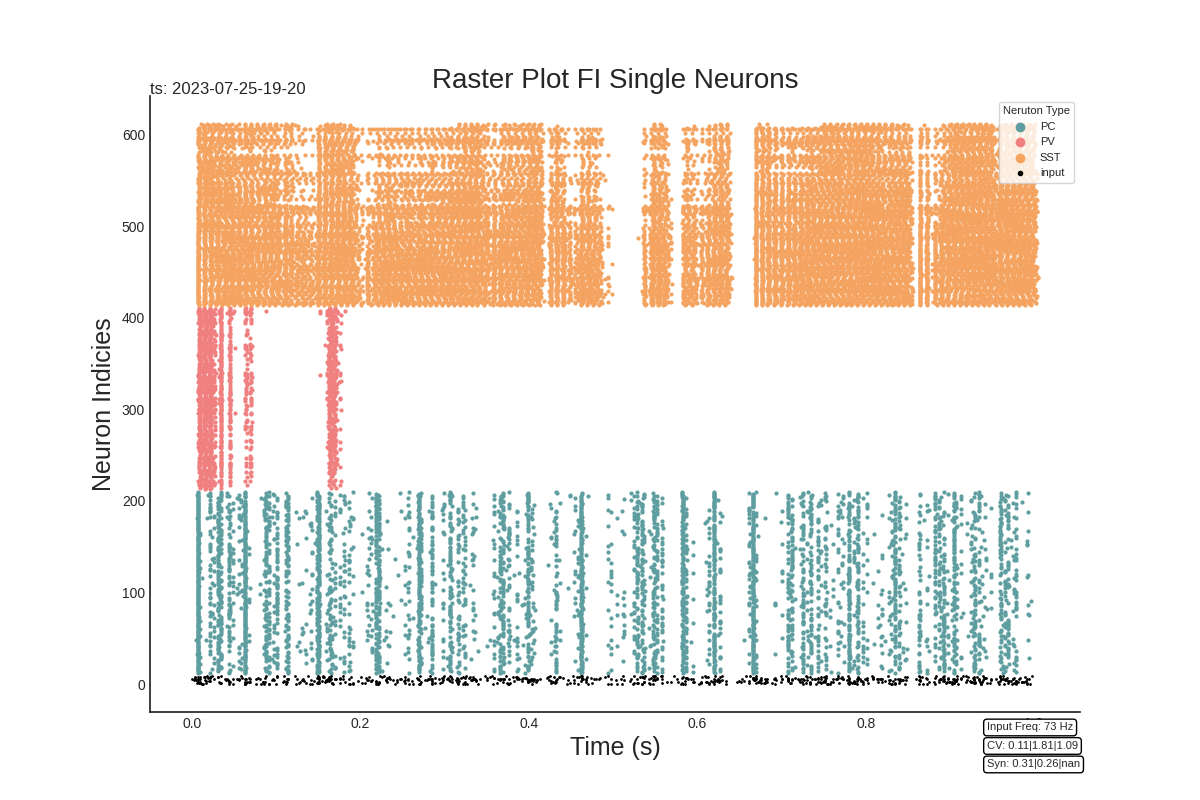 Raster Plot FI Single Neurons
ts: 2023-07-25-19-20
Neruton Type
PC
PV
SST
input
600
500
400
300
200
100
0
Neuron Indicies
0.0
0.2
0.4
0.6
0.8
Time (s)
Input Freq: 73 Hz
CV: 0.11|1.81|1.09
Syn: 0.31|0.26|nan